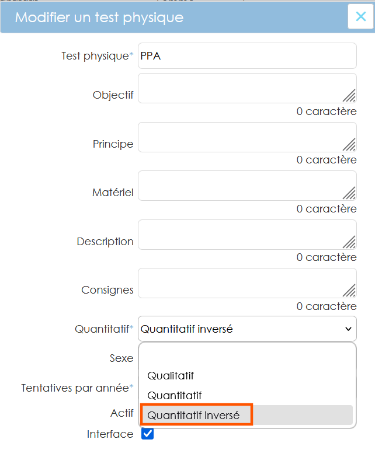 Modifier un test physique
Test physique* PPA
Objectif
0 caractère
Principe
0 caractère
Matériel
0 caractère
Description
0 caractère
Consignes
0 caractère
Quantitatif* Quantitatif inversé
Sexe
Qualitatif
Tentatives par année* Quantitatif
Actif Quantitatif inversé
Interface